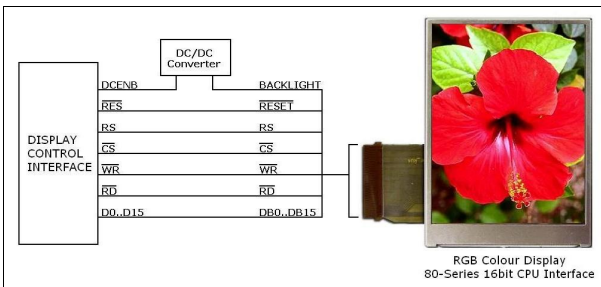 DC/DC
Converter
DCENB BACKLIGHT
RES RESET
RS RS
CS CS
DISPLAY
CONTROL
INTERFACE
WR WR
RD RD
D0..D15 DB0..DB15
RGB Colour Display
80-Series 16bit CPU Interface